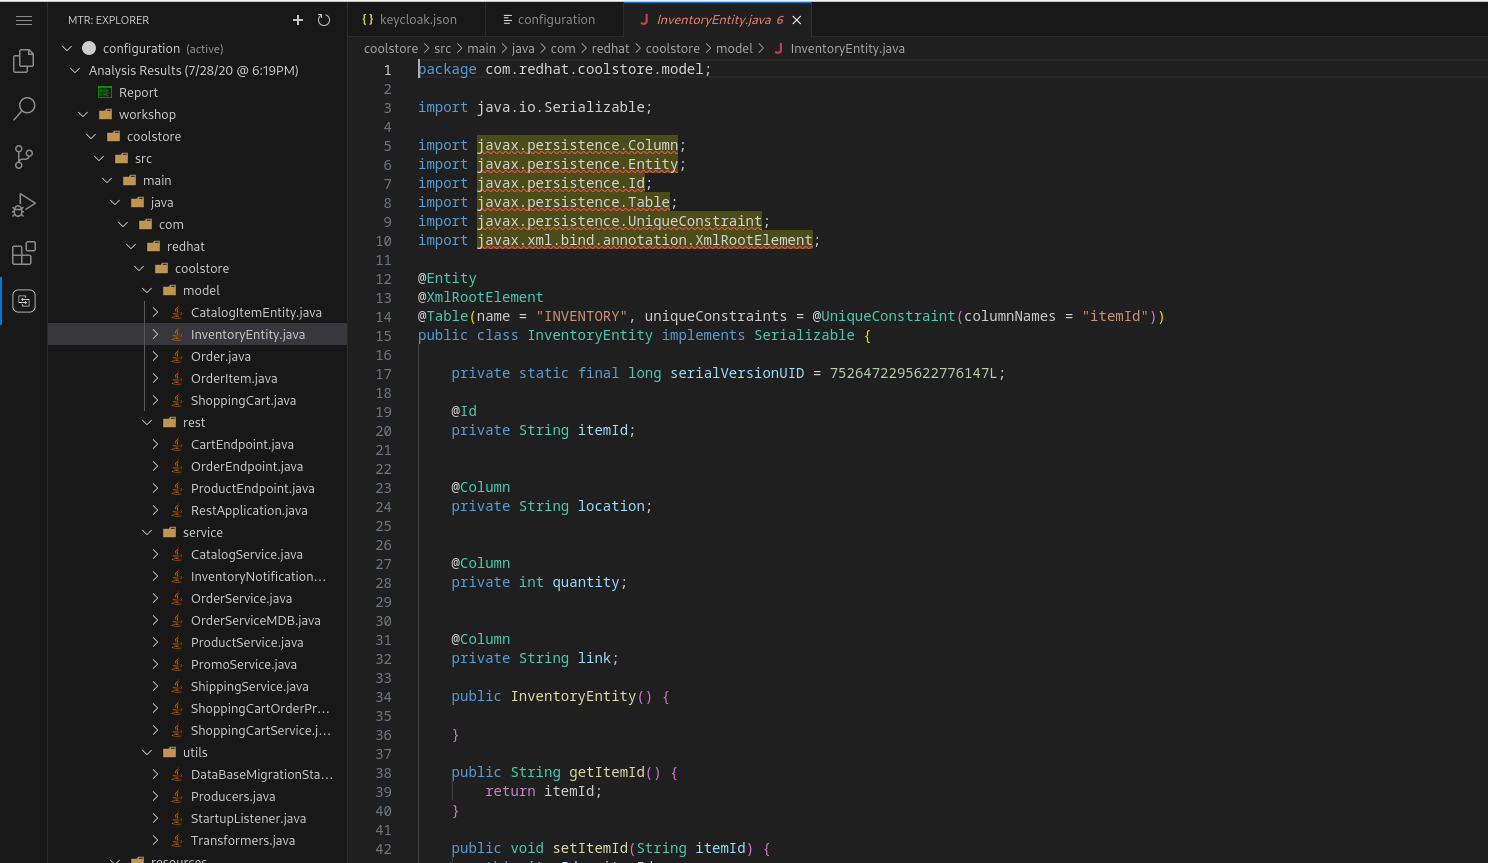 MTR: EXPLORER
configuration (active)
Analysis Results (7/28/20 @ 6:19PM)
Report
workshop
coolstore
src
main
java
com
redhat
coolstore
model
CatalogItemEntity.java
InventoryEntity.java
Order.java
OrderItem.java
ShoppingCart.java
rest
CartEndpoint.java
OrderEndpoint.java
ProductEndpoint.java
RestApplication.java
service
CatalogService.java
InventoryNotification...
OrderService.java
OrderServiceMDB.java
ProductService.java
PromoService.java
ShippingService.java
ShoppingCartOrderPr...
ShoppingCartService.j...
utils
DataBaseMigrationSta...
Producers.java
StartupListener.java
Transformers.java
resources
{} keycloak.json
configuration
J InventoryEntity.java 6
coolstore > src > main > java > com > redhat > coolstore > model > J InventoryEntity.java
1 package com.redhat.coolstore.model;
2
3 import java.io.Serializable;
4
5 import javax.persistence.Column;
6 import javax.persistence.Entity;
7 import javax.persistence.Id;
8 import javax.persistence.Table;
9 import javax.persistence.UniqueConstraint;
10 import javax.xml.bind.annotation.XmlRootElement;
11
12 @Entity
13 @XmlRootElement
14 @Table(name = "INVENTORY", uniqueConstraints = @UniqueConstraint(columnNames = "itemId"))
15 public class InventoryEntity implements Serializable {
16
17 private static final long serialVersionUID = 7526472295622776147L;
18
19 @Id
20 private String itemId;
21
22
23 @Column
24 private String location;
25
26
27 @Column
28 private int quantity;
29
30
31 @Column
32 private String link;
33
34 public InventoryEntity() {
35
36 }
37
38 public String getItemId() {
39 return itemId;
40 }
41
42 public void setItemId(String itemId) {